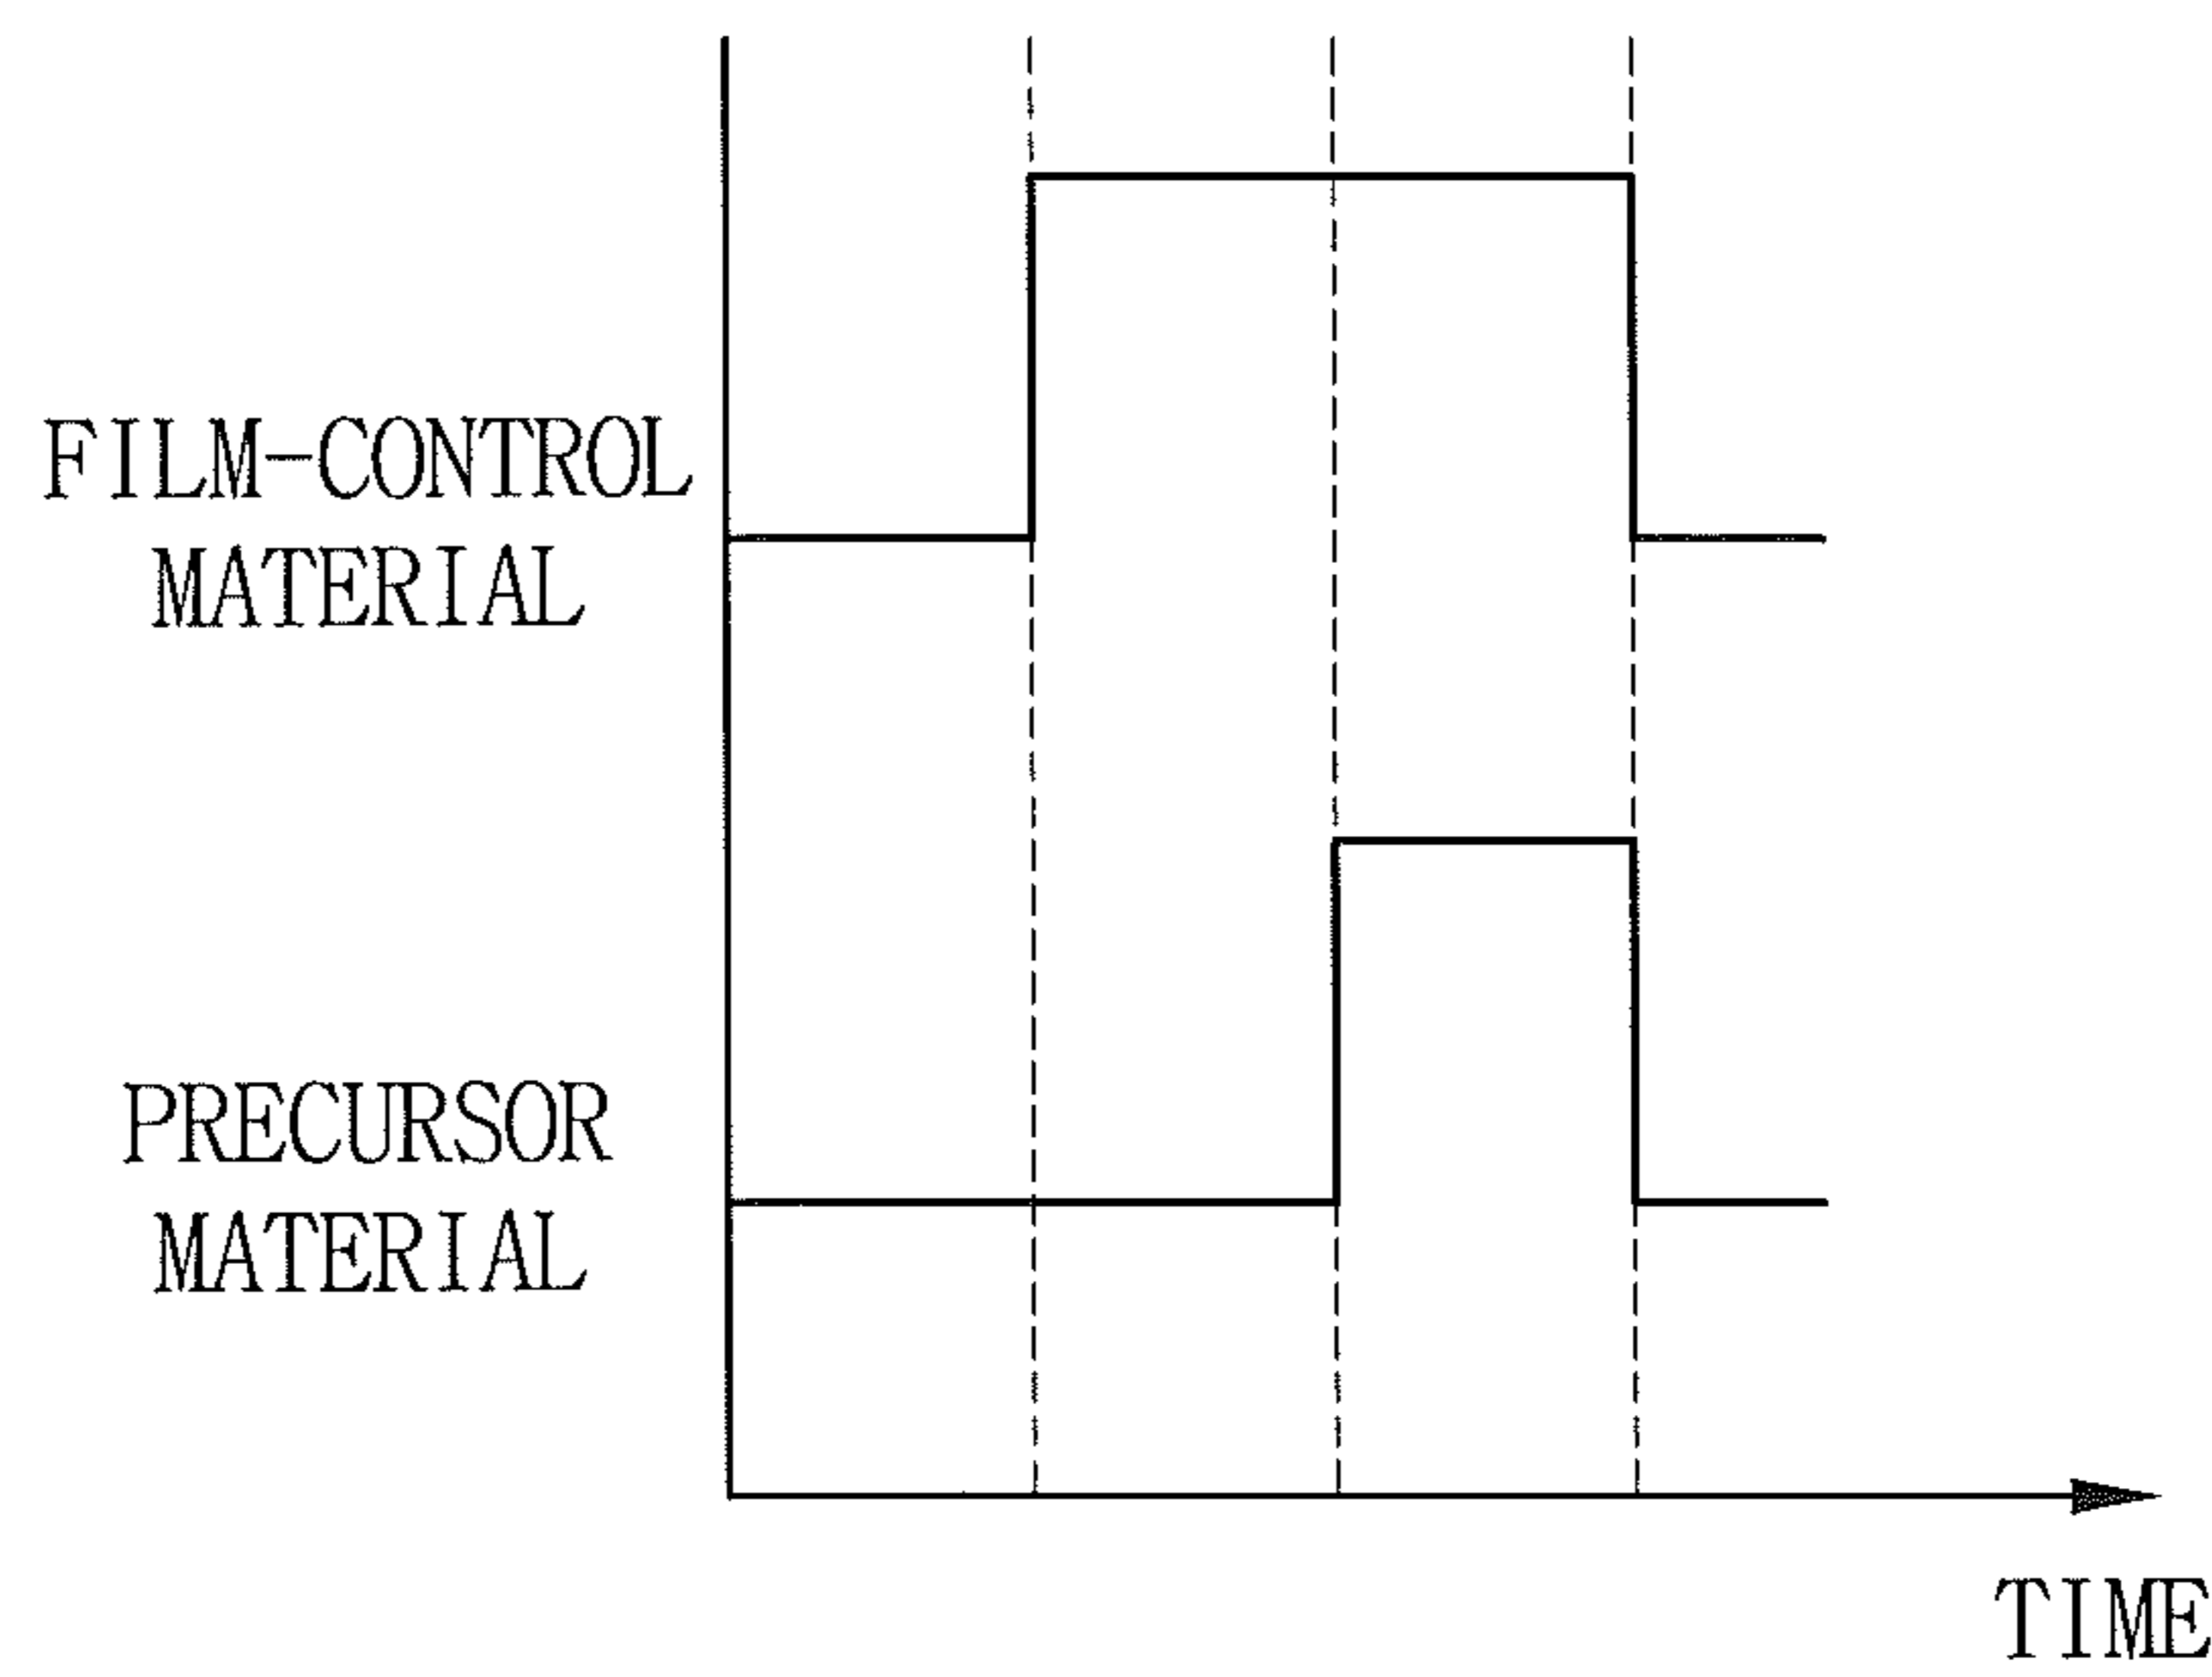 FILM-CONTROL
MATERIAL
PRECURSOR
MATERIAL
TIME